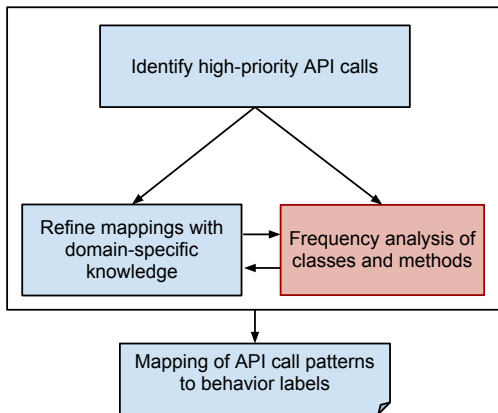 Identify high-priority API calls
Refine mappings with
domain-specific
knowledge
Frequency analysis of
classes and methods
Mapping of API call patterns
to behavior labels